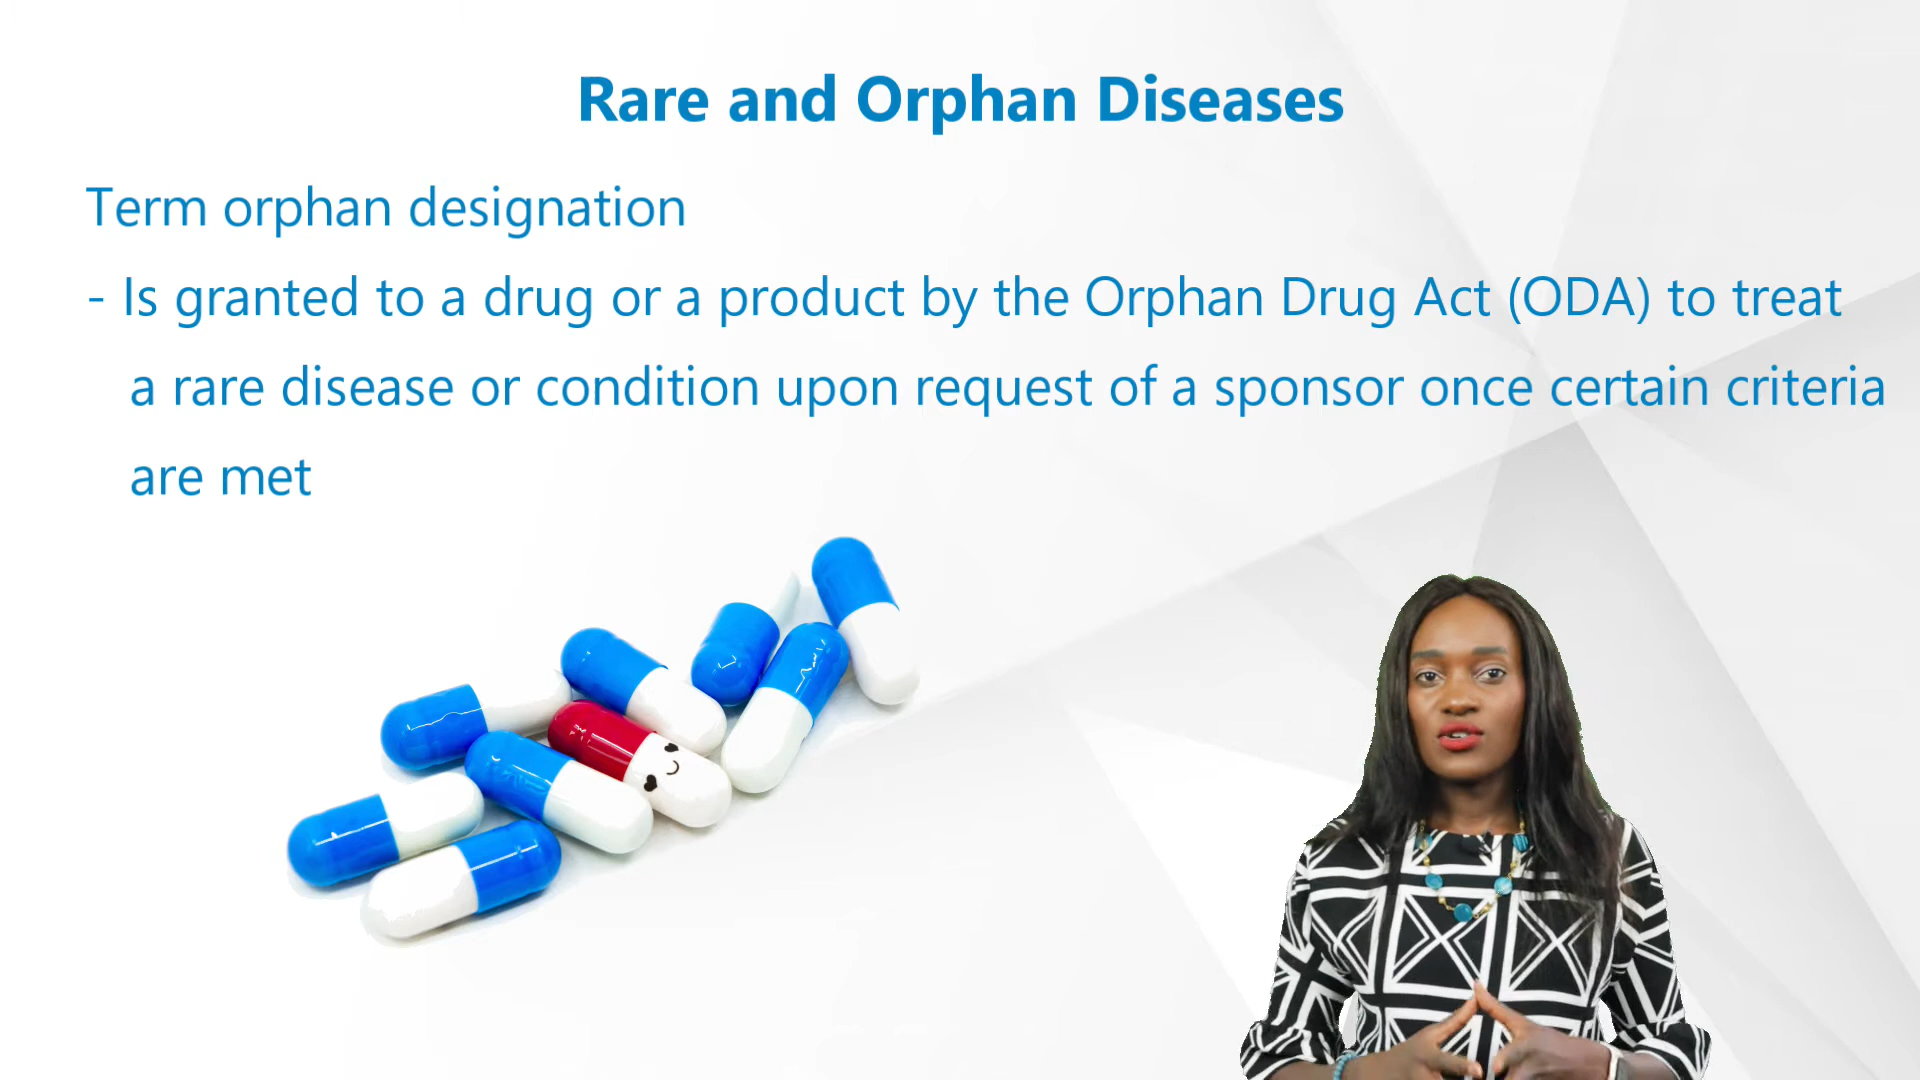 Rare and Orphan Diseases
Term orphan designation
- Is granted to a drug or a product by the Orphan Drug Act (ODA) to treat
a rare disease or condition upon request of a sponsor once certain criteria
are met